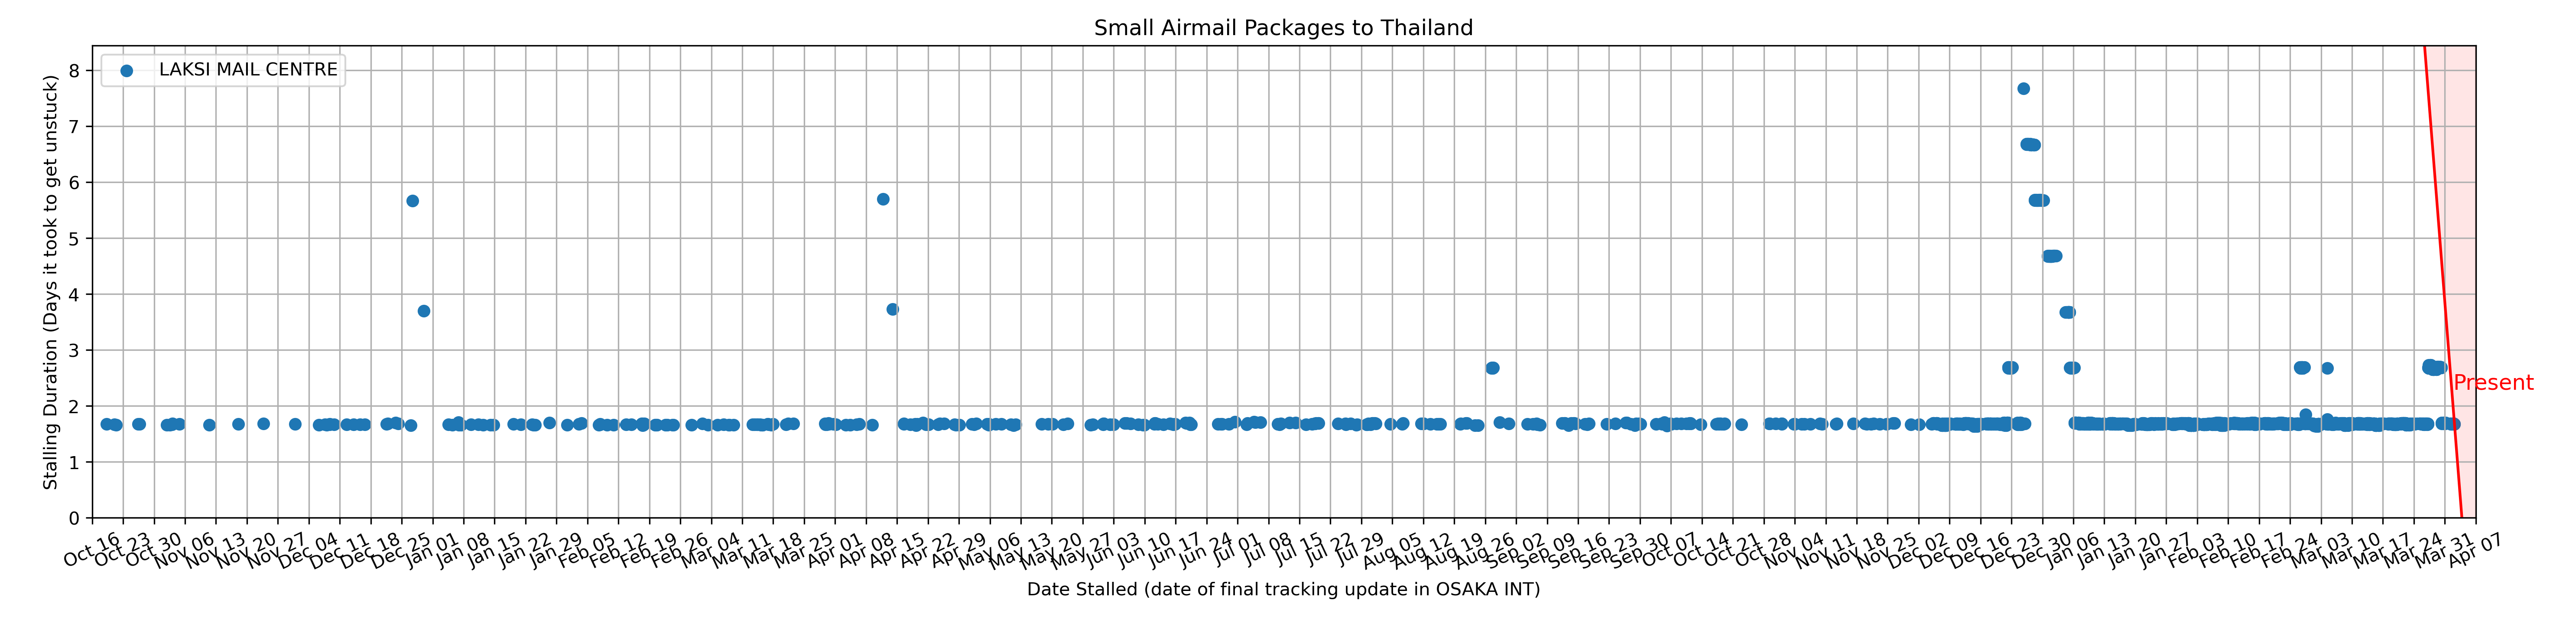 Small Airmail Packages to Thailand
LAKSI MAIL CENTRE
Stalling Duration (Days it took to get unstuck)
8
7
6
5
4
3
2
1
0
Present
Oct 16
Oct 23
Oct 30
Nov 06
Nov 13
Nov 20
Nov 27
Dec 04
Dec 11
Dec 18
Dec 25
Jan 01
Jan 08
Jan 15
Jan 22
Jan 29
Feb 05
Feb 12
Feb 19
Feb 26
Mar 04
Mar 11
Mar 18
Mar 25
Apr 01
Apr 08
Apr 15
Apr 22
Apr 29
May 06
May 13
May 20
May 27
Jun 03
Jun 10
Jun 17
Jun 24
Jul 01
Jul 08
Jul 15
Jul 22
Jul 29
Aug 05
Aug 12
Aug 19
Aug 26
Sep 02
Sep 09
Sep 16
Sep 23
Sep 30
Oct 07
Oct 14
Oct 21
Oct 28
Nov 04
Nov 11
Nov 18
Nov 25
Dec 02
Dec 09
Dec 16
Dec 23
Dec 30
Jan 06
Jan 13
Jan 20
Jan 27
Feb 03
Feb 10
Feb 17
Feb 24
Mar 03
Mar 10
Mar 17
Mar 24
Mar 31
Apr 07
Date Stalled (date of final tracking update in OSAKA INT)